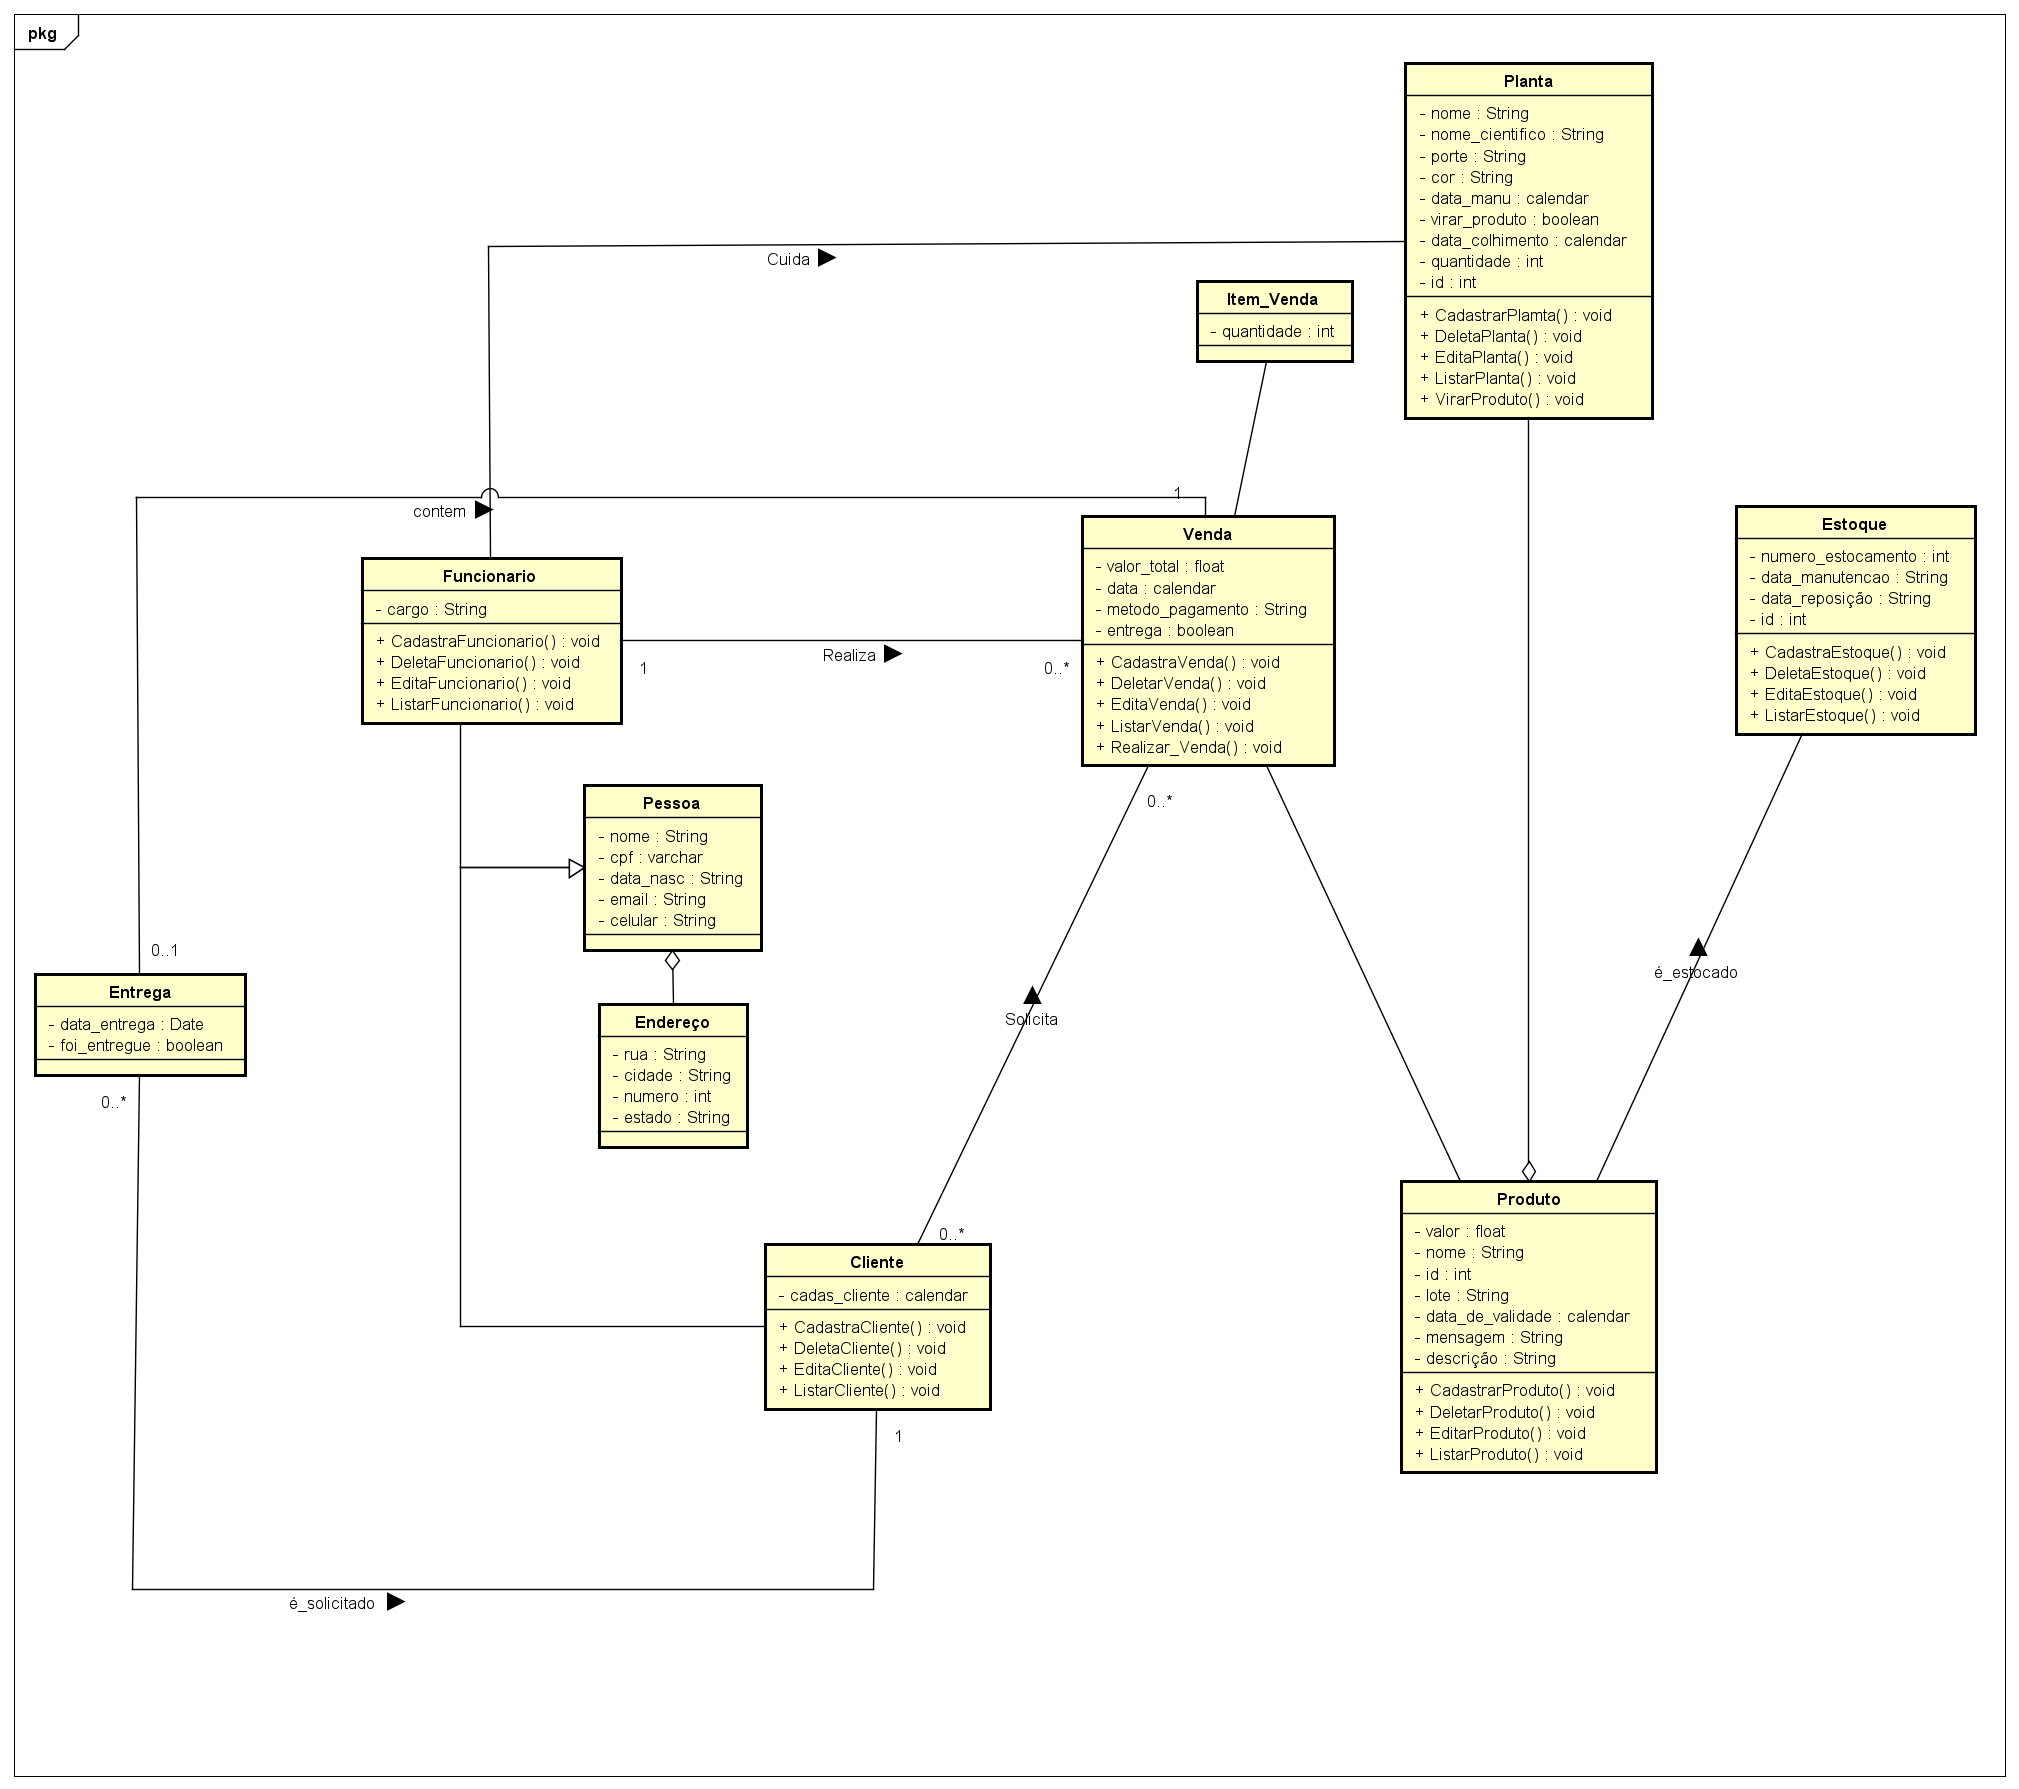 pkg
Planta
- nome : String
- nome_cientifico : String
- porte : String
- cor : String
- data_manu : calendar
- virar_produto : boolean
- data_colhimento : calendar
- quantidade : int
- id : int
+ CadastrarPlamta() : void
+ DeletaPlanta() : void
+ EditaPlanta() : void
+ ListarPlanta() : void
+ VirarProduto() : void
Cuida
Item_Venda
- quantidade : int
contem
1
Venda
- valor_total : float
- data : calendar
- metodo_pagamento : String
- entrega : boolean
+ CadastraVenda() : void
+ DeletarVenda() : void
+ EditaVenda() : void
+ ListarVenda() : void
+ Realizar_Venda() : void
Estoque
- numero_estocamento : int
- data_manutencao : String
- data_reposição : String
- id : int
+ CadastraEstoque() : void
+ DeletaEstoque() : void
+ EditaEstoque() : void
+ ListarEstoque() : void
Funcionario
- cargo : String
+ CadastraFuncionario() : void
+ DeletaFuncionario() : void
+ EditaFuncionario() : void
+ ListarFuncionario() : void
Realiza
1
0..*
Pessoa
- nome : String
- cpf : varchar
- data_nasc : String
- email : String
- celular : String
0..*
0..1
Entrega
- data_entrega : Date
- foi_entregue : boolean
0..*
Endereço
- rua : String
- cidade : String
- numero : int
- estado : String
Solicita
é_estocado
0..*
Cliente
- cadas_cliente : calendar
+ CadastraCliente() : void
+ DeletaCliente() : void
+ EditaCliente() : void
+ ListarCliente() : void
1
Produto
- valor : float
- nome : String
- id : int
- lote : String
- data_de_validade : calendar
- mensagem : String
- descrição : String
+ CadastrarProduto() : void
+ DeletarProduto() : void
+ EditarProduto() : void
+ ListarProduto() : void
é_solicitado